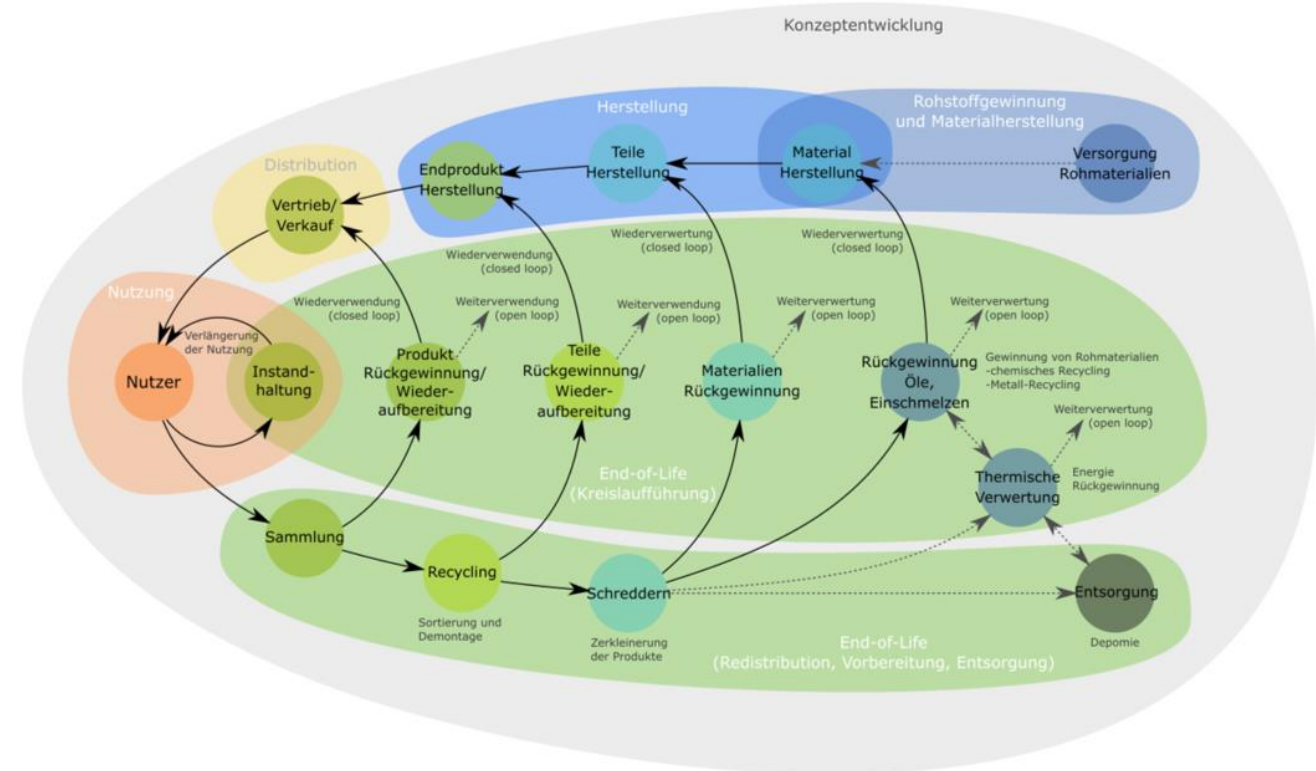 Konzeptentwicklung
Herstellung
Rohstoffgewinnung
und Materialherstellung
Distribution
Vertrieb/
Verkauf
Endprodukt
Herstellung
Teile
Herstellung
Material
Herstellung
Versorgung
Rohmaterialien
Nutzung
Nutzer
Verlängerung
der Nutzung
Instand-
haltung
Wiederverwendung
(closed loop)
Wiederverwendung
(closed loop)
Wiederverwertung
(closed loop)
Wiederverwertung
(closed loop)
Weiterverwendung
(open loop)
Weiterverwendung
(open loop)
Weiterverwertung
(open loop)
Weiterverwertung
(open loop)
Produkt
Rückgewinnung/
Wieder-
aufbereitung
Teile
Rückgewinnung/
Wieder-
aufbereitung
Materialien
Rückgewinnung
Rückgewinnung
Öle,
Einschmelzen
Gewinnung von Rohmaterialien
-chemisches Recycling
-Metall-Recycling
Weiterverwertung
(open loop)
End-of-Life
(Kreislaufführung)
Thermische
Verwertung
Energie
Rückgewinnung
Sammlung
Recycling
Sortierung und
Demontage
Schreddern
Zerkleinerung
der Produkte
Entsorgung
Depomie
End-of-Life
(Redistribution, Vorbereitung, Entsorgung)